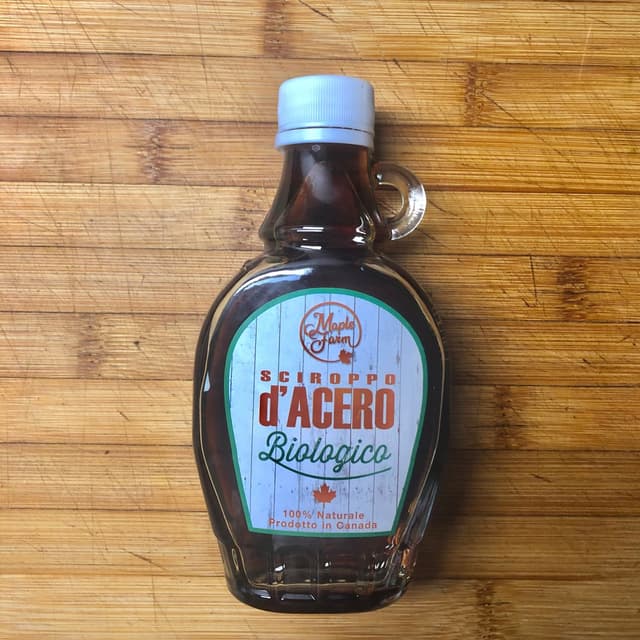 Maple
Farm
SCIROPPO
d'ACERO
Biologico
100% Naturale
Prodotto in Canada